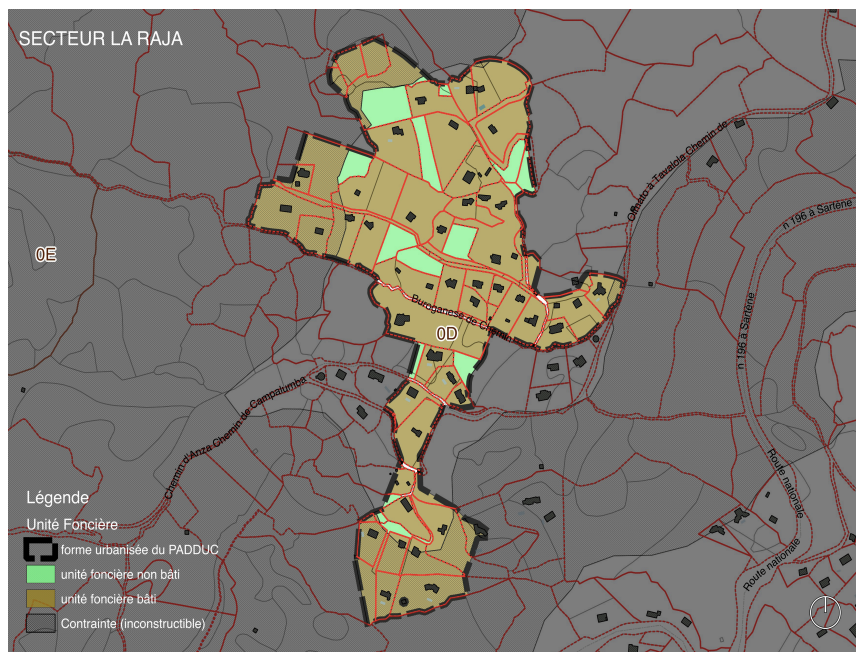 SECTEUR LA RAJA
Olmato à Tavalola Chemin de
n 196 à Sartène
0E
Buroganese de Chemin
0D
n 196 à Sartène
Chemin d'Anza Chemin de Campatumba
Route nationale
Route nationale
Légende
Unité Foncière
forme urbanisée du PADDUC
unité foncière non bâti
unité foncière bâti
Contrainte (inconstructible)